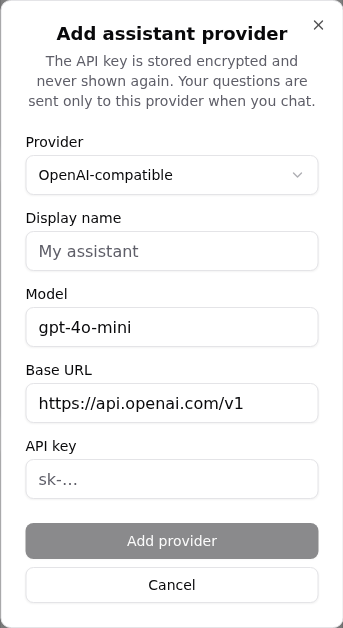 Add assistant provider
The API key is stored encrypted and
never shown again. Your questions are
sent only to this provider when you chat.
Provider
OpenAI-compatible
Display name
My assistant
Model
gpt-4o-mini
Base URL
https://api.openai.com/v1
API key
sk-...
Add provider
Cancel